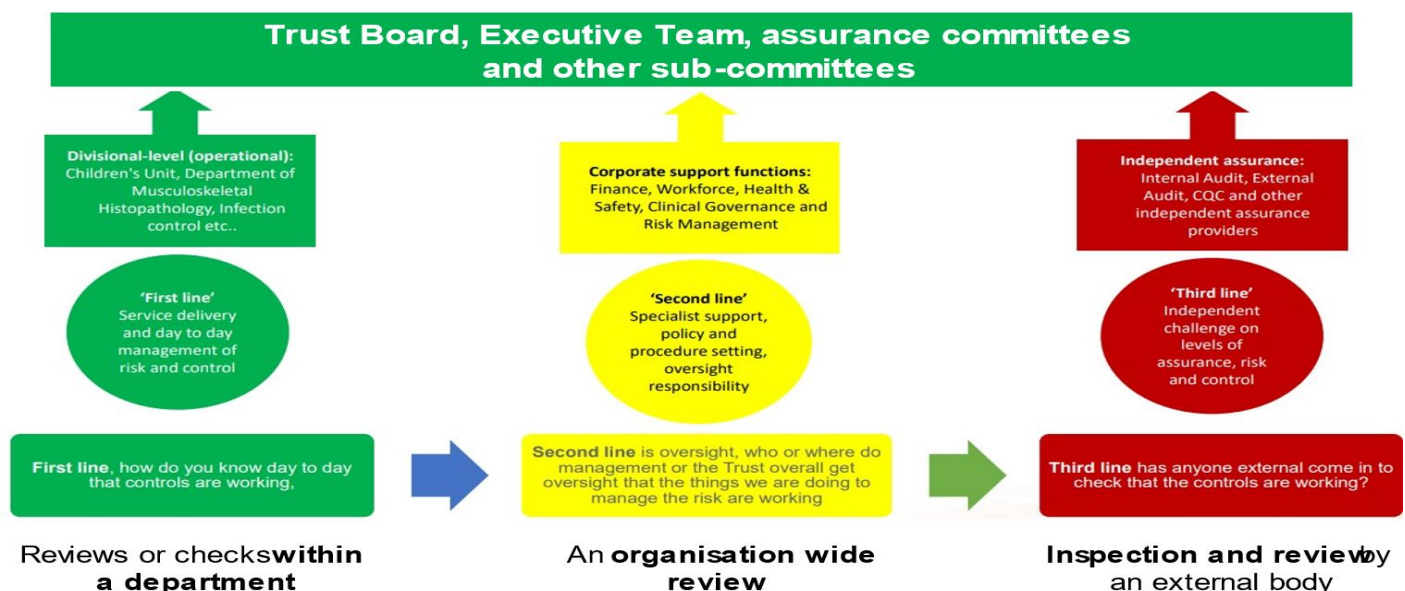 Trust Board, Executive Team, assurance committees
and other sub-committees
Divisional-level (operational):
Children's Unit, Department of
Musculoskeletal
Histopathology, Infection
control etc..
Corporate support functions:
Finance, Workforce, Health &
Safety, Clinical Governance and
Risk Management
Independent assurance:
Internal Audit, External
Audit, CQC and other
independent assurance
providers
'First line'
Service delivery
and day to day
management of
risk and control
'Second line'
Specialist support,
policy and
procedure setting,
oversight
responsibility
'Third line'
Independent
challenge on
levels of
assurance, risk
and control
First line, how do you know day to day
that controls are working,
Second line is oversight, who or where do
management or the Trust overall get
oversight that the things we are doing to
manage the risk are working
Third line has anyone external come in to
check that the controls are working?
Reviews or checks within
a department
An organisation wide
review
Inspection and review by
an external body